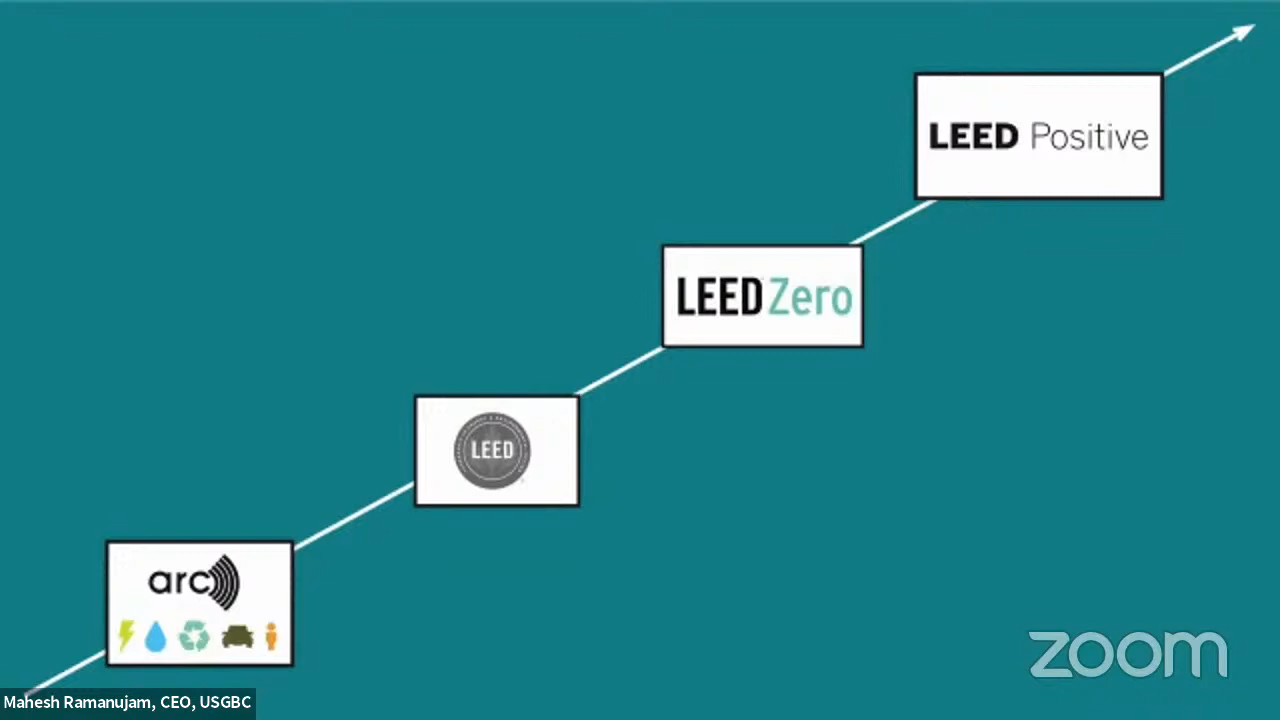 LEED Positive
LEED Zero
LEED
arc
zoom
Mahesh Ramanujam, CEO, USGBC